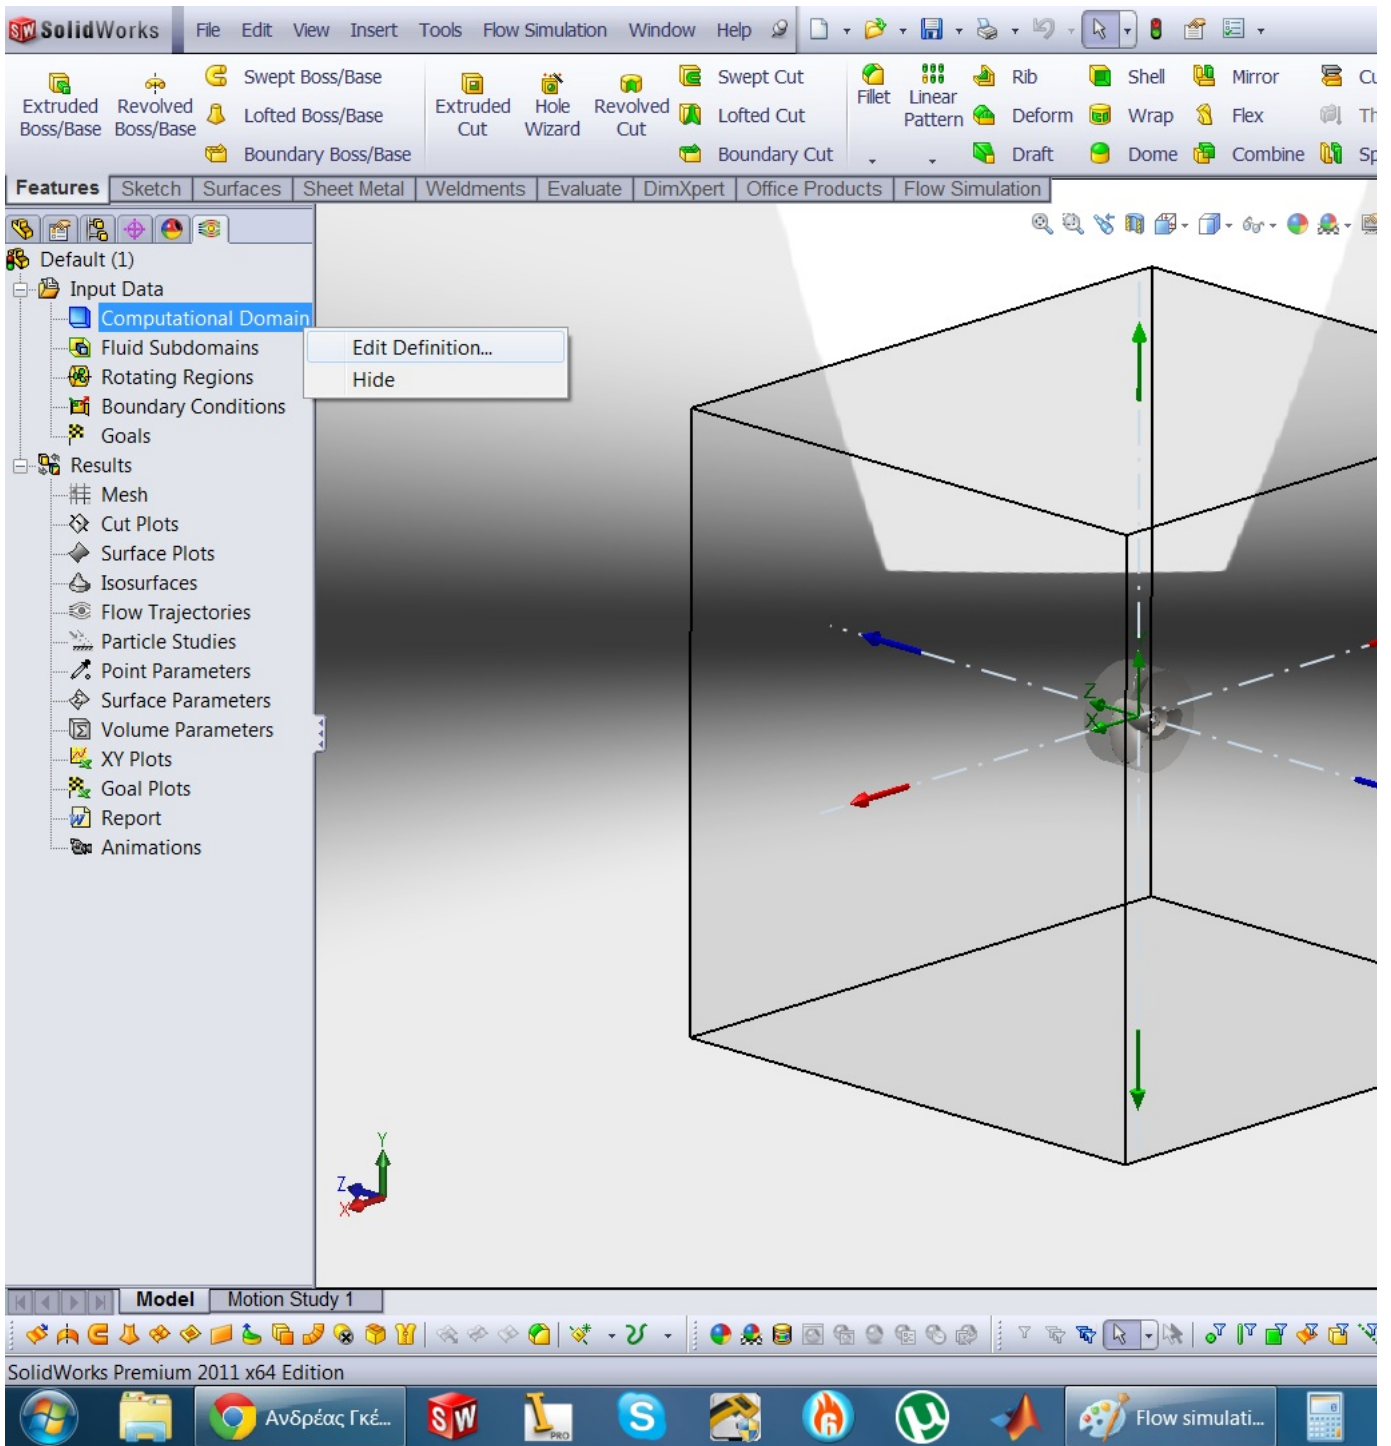 SolidWorks File Edit View Insert Tools Flow Simulation Window Help
Extruded Boss/Base
Revolved Boss/Base
Swept Boss/Base
Lofted Boss/Base
Boundary Boss/Base
Extruded Cut
Hole Wizard
Revolved Cut
Swept Cut
Lofted Cut
Boundary Cut
Fillet
Linear Pattern
Rib
Deform
Draft
Shell
Wrap
Dome
Mirror
Flex
Combine
Features Sketch Surfaces Sheet Metal Weldments Evaluate DimXpert Office Products Flow Simulation
Default (1)
Input Data
Computational Domain
Edit Definition...
Fluid Subdomains
Hide
Rotating Regions
Boundary Conditions
Goals
Results
Mesh
Cut Plots
Surface Plots
Isosurfaces
Flow Trajectories
Particle Studies
Point Parameters
Surface Parameters
Volume Parameters
XY Plots
Goal Plots
Report
Animations
Z
X
Y
Z
X
Model Motion Study 1
SolidWorks Premium 2011 x64 Edition
Ανδρέας Γκέ...
SW
PRO
Flow simulati...